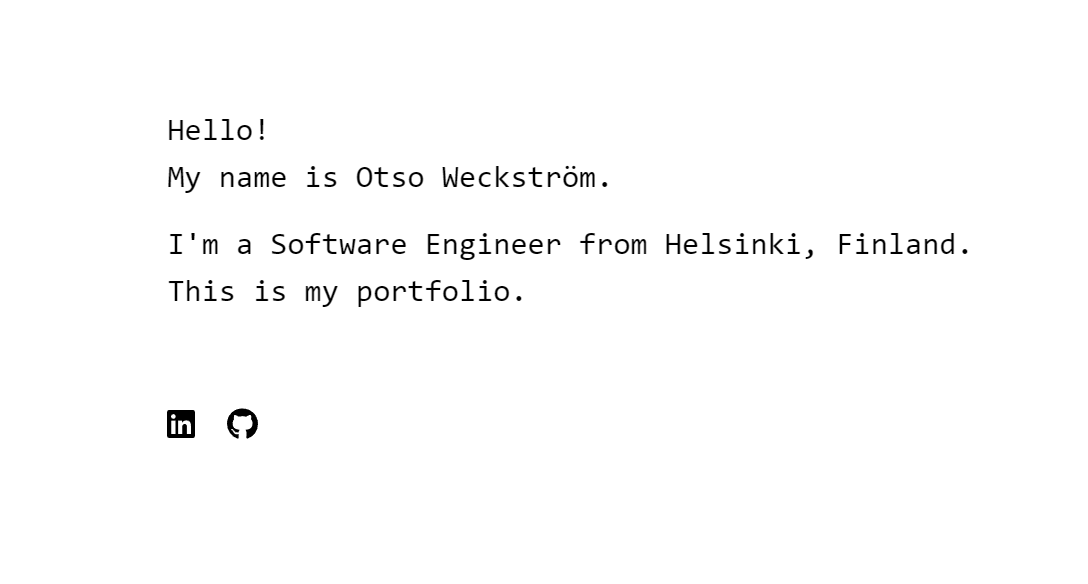 Hello!
My name is Otso Weckström.
I'm a Software Engineer from Helsinki, Finland.
This is my portfolio.
in